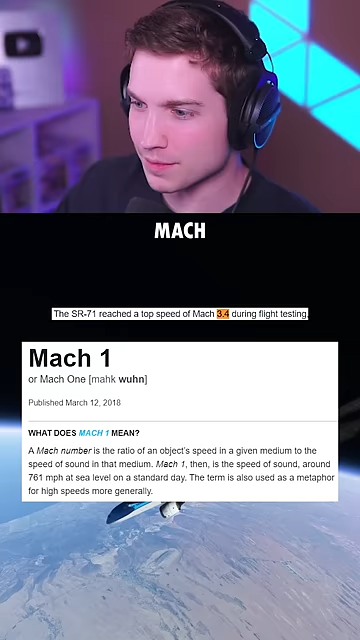 MACH
The SR-71 reached a top speed of Mach 3.4 during flight testing,
Mach 1
or Mach One [mahk wuhn]
Published March 12, 2018
WHAT DOES MACH 1 MEAN?
A Mach number is the ratio of an object's speed in a given medium to the
speed of sound in that medium. Mach 1, then, is the speed of sound, around
761 mph at sea level on a standard day. The term is also used as a metaphor
for high speeds more generally.